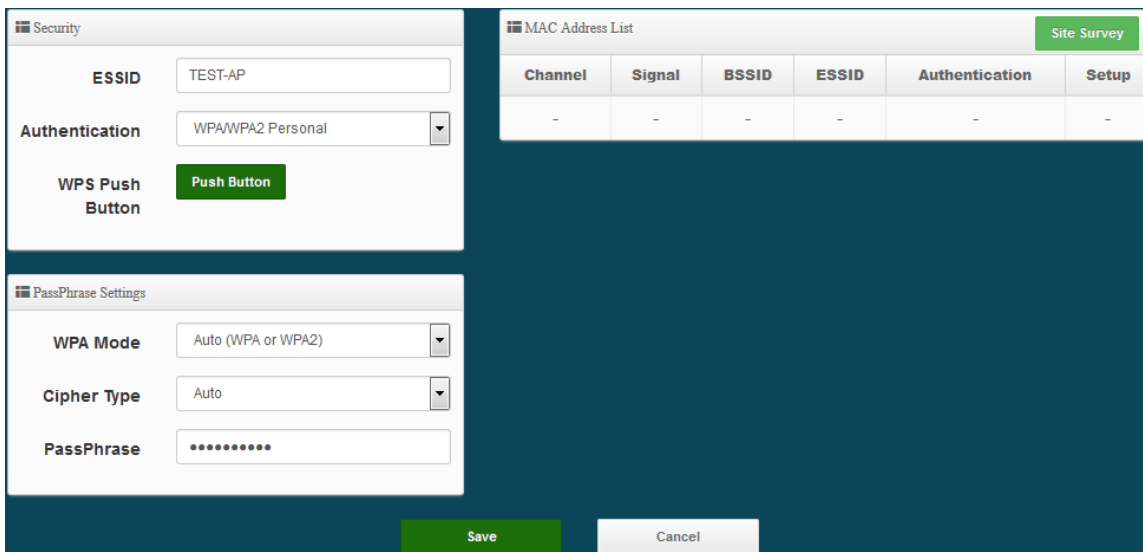 Security
ESSID TEST-AP
Authentication WPA/WPA2 Personal
WPS Push
Button
Push Button
PassPhrase Settings
WPA Mode Auto (WPA or WPA2)
Cipher Type Auto
PassPhrase ••••••••••
MAC Address List Site Survey
Channel Signal BSSID ESSID Authentication Setup
- - - - - -
Save Cancel